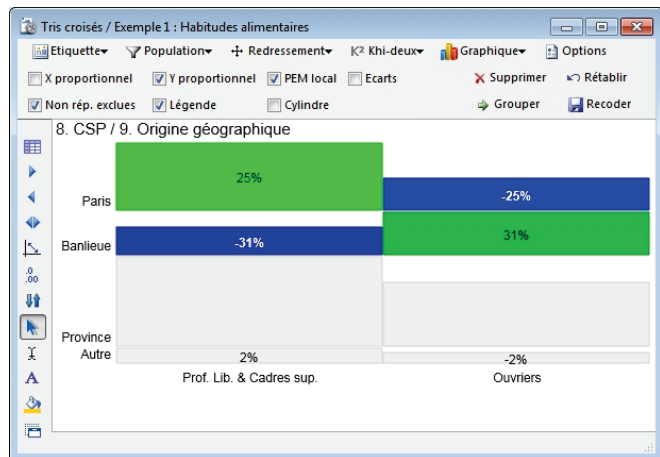 Tris croisés / Exemple 1 : Habitudes alimentaires
Etiquette Population Redressement K² Khi-deux Graphique Options
X proportionnel Y proportionnel PEM local Ecarts Supprimer Rétablir
Non rép. exclues Légende Cylindre Grouper Recoder
8. CSP / 9. Origine géographique
25%
Paris -25%
Banlieue -31% 31%
Province
Autre 2% -2%
Prof. Lib. & Cadres sup. Ouvriers